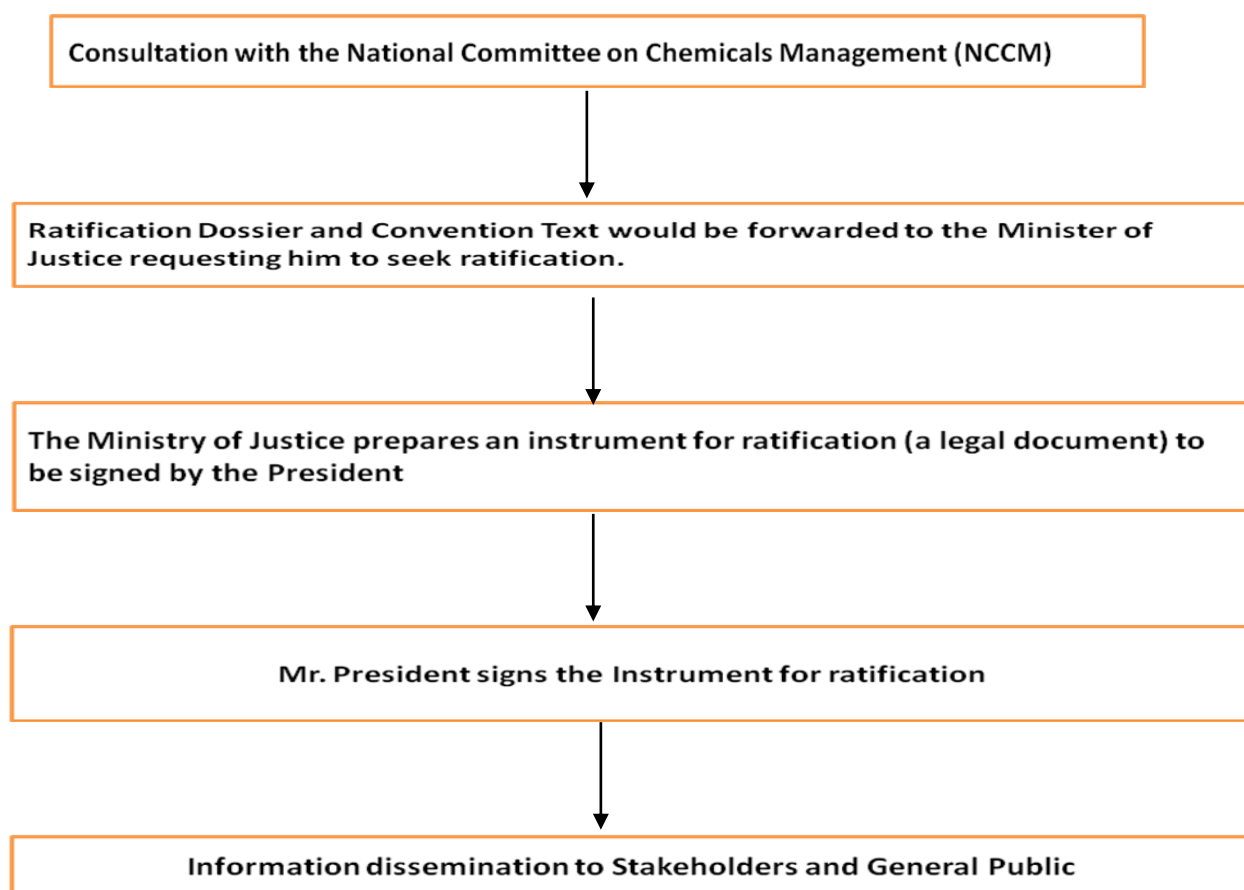 Consultation with the National Committee on Chemicals Management (NCCM)
Ratification Dossier and Convention Text would be forwarded to the Minister of
Justice requesting him to seek ratification.
The Ministry of Justice prepares an instrument for ratification (a legal document) to
be signed by the President
Mr. President signs the Instrument for ratification
Information dissemination to Stakeholders and General Public